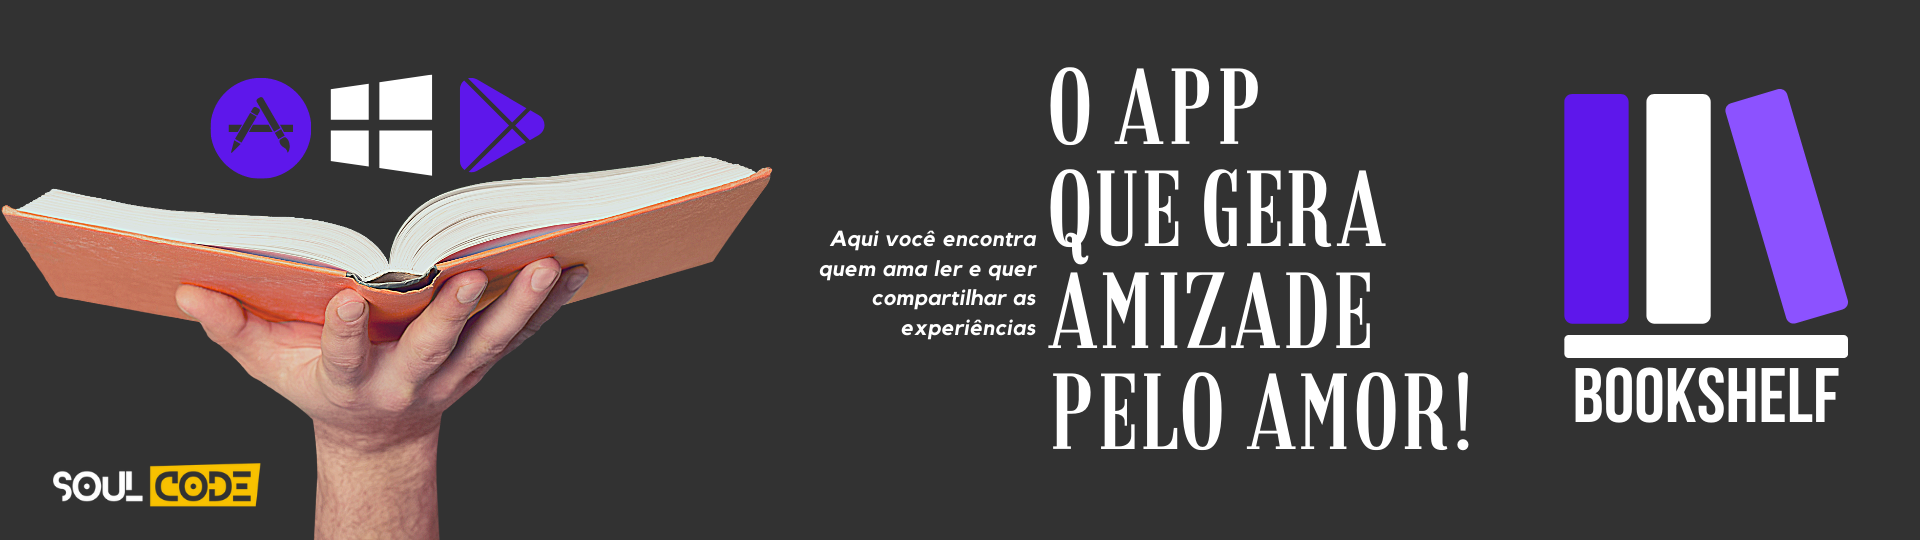 Aqui você encontra
quem ama ler e quer
compartilhar as
experiências
O APP
QUE GERA
AMIZADE
PELO AMOR!
BOOKSHELF
SOUL CODE